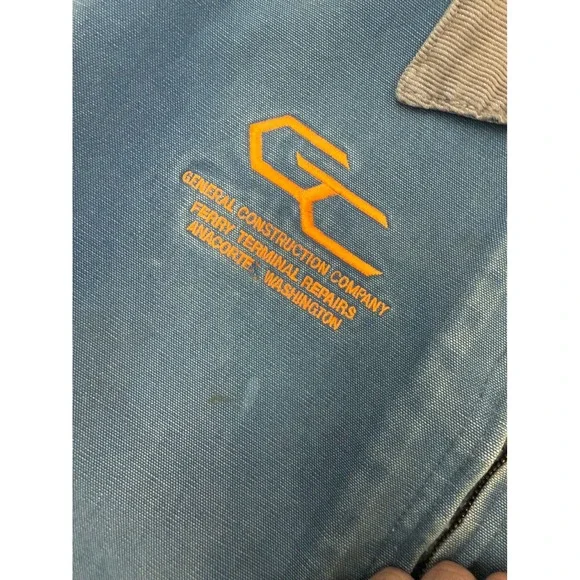 GC
GENERAL CONSTRUCTION COMPANY
FERRY TERMINAL REPAIRS
ANACORTE, WASHINGTON